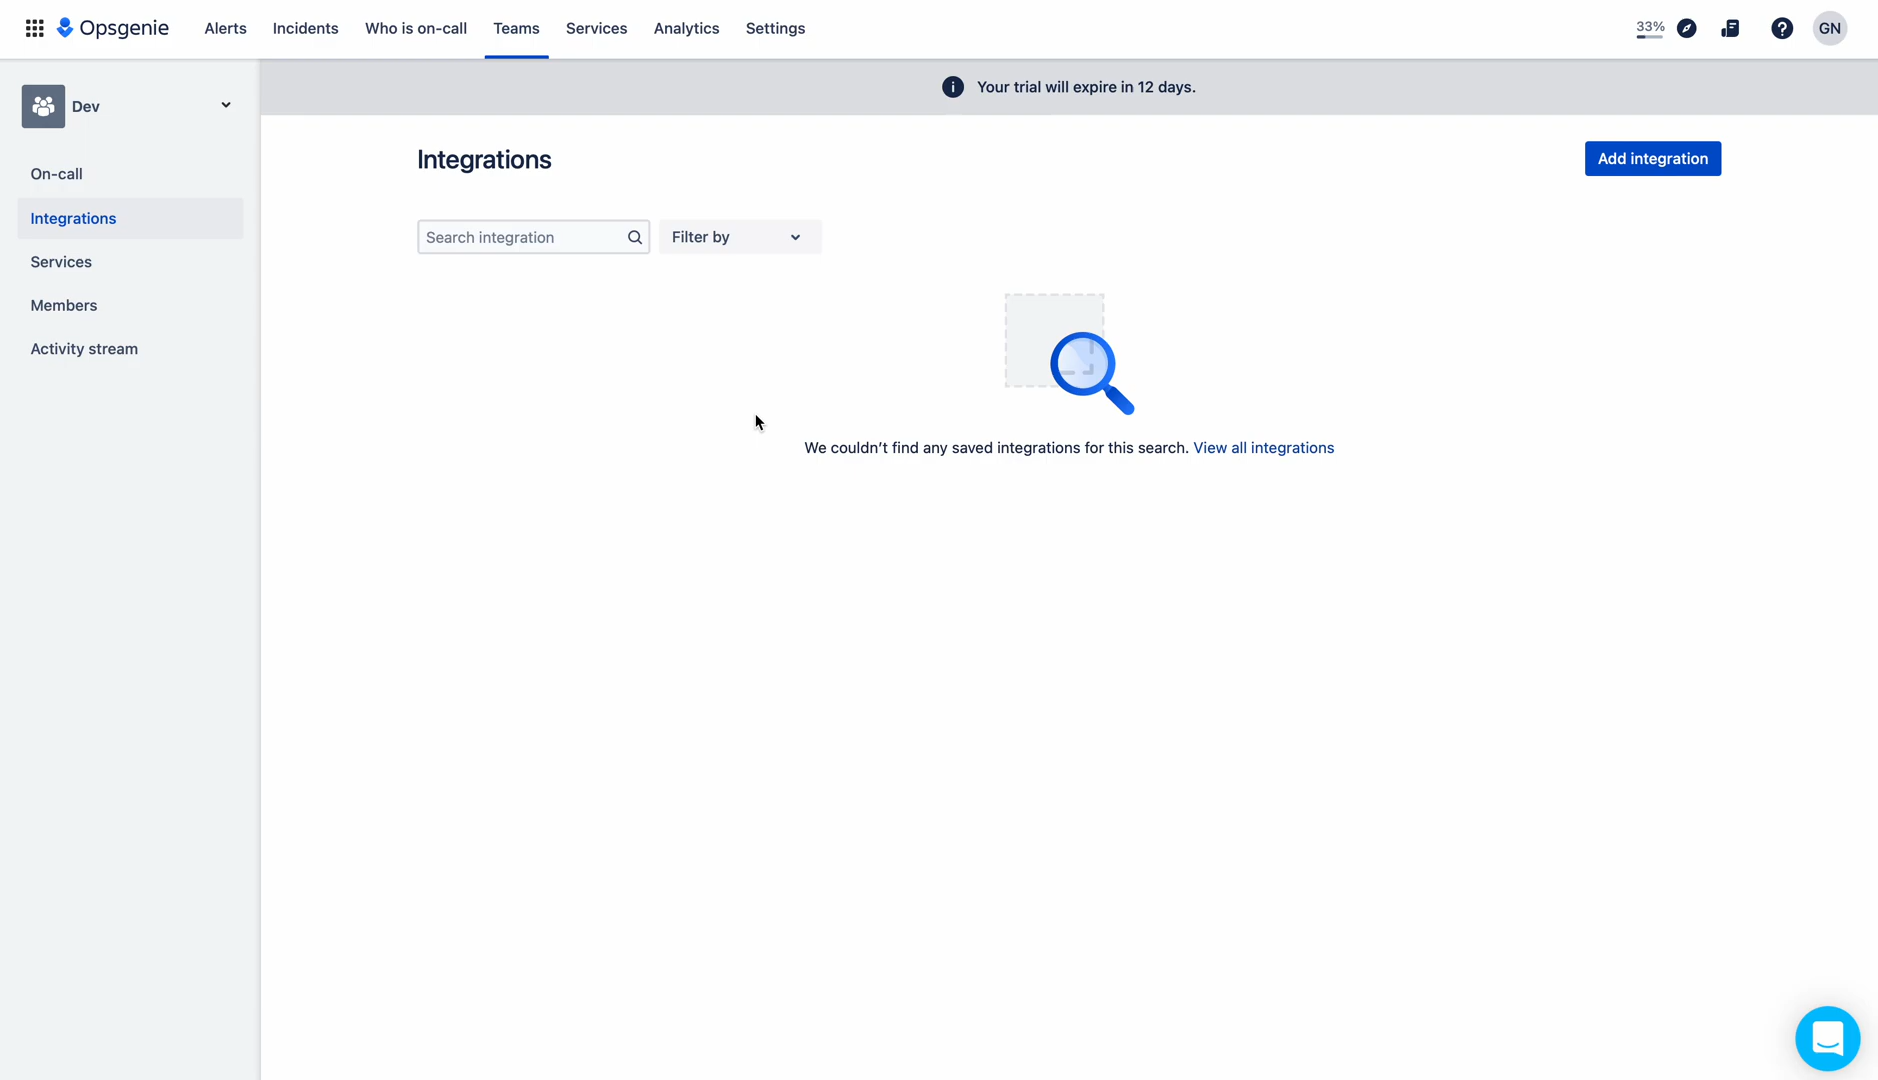 Opsgenie Alerts Incidents Who is on-call Teams Services Analytics Settings 33% GN
Your trial will expire in 12 days.
Dev
On-call
Integrations
Services
Members
Activity stream
Integrations
Add integration
Search integration Filter by
We couldn't find any saved integrations for this search. View all integrations